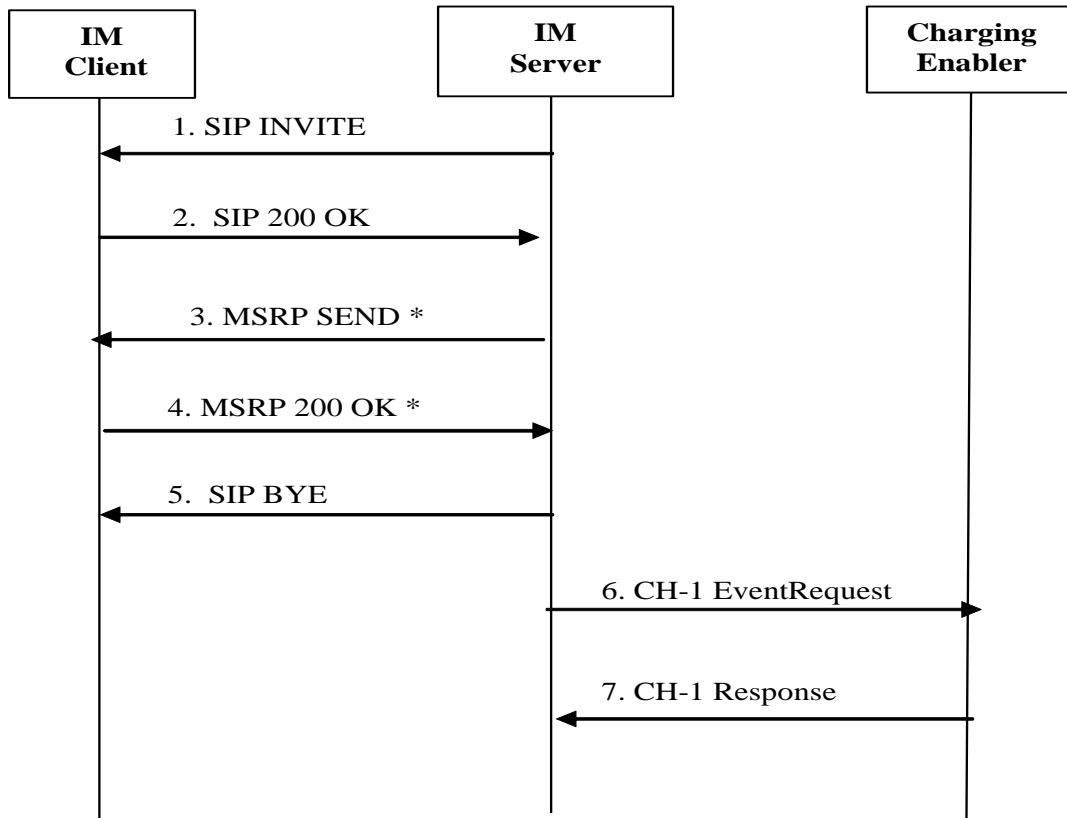 IM
Client
IM
Server
Charging
Enabler
1. SIP INVITE
2. SIP 200 OK
3. MSRP SEND *
4. MSRP 200 OK *
5. SIP BYE
6. CH-1 EventRequest
7. CH-1 Response